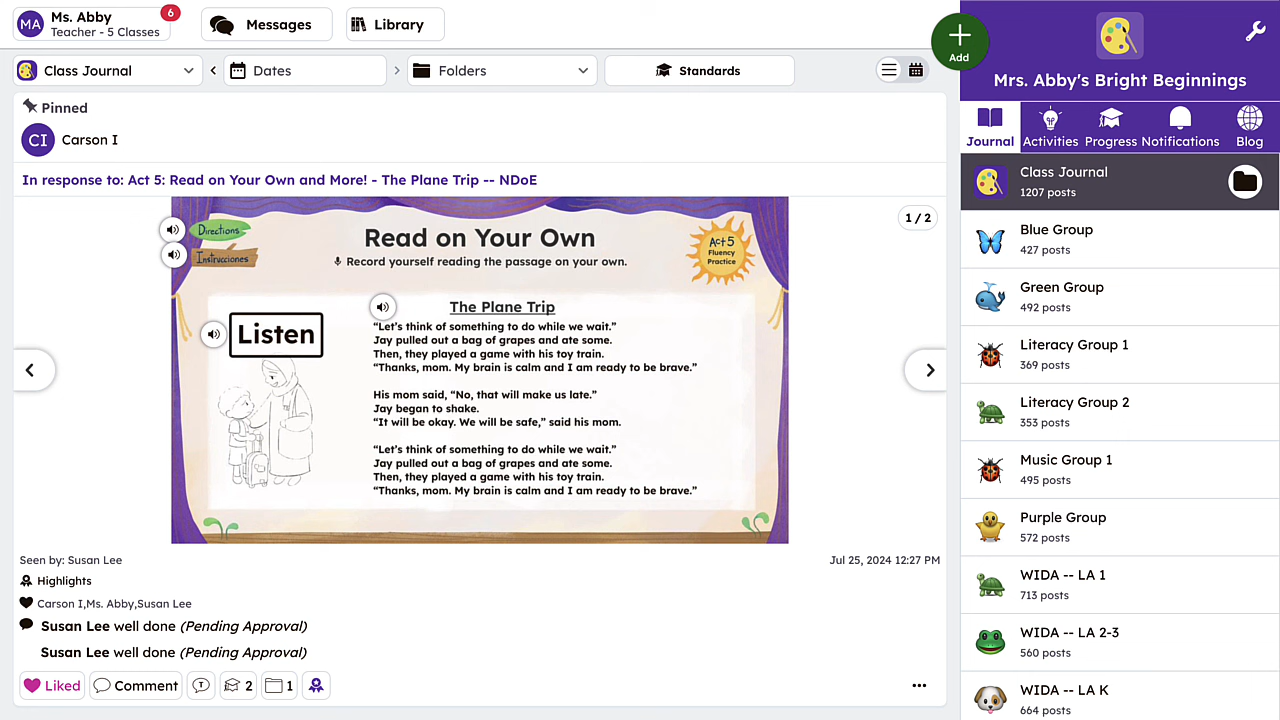 MA
Ms. Abby
Teacher - 5 Classes
6
Messages
Library
Add
Mrs. Abby's Bright Beginnings
Class Journal
Dates
Folders
Standards
Journal
Activities
Progress
Notifications
Blog
Pinned
CI
Carson I
In response to: Act 5: Read on Your Own and More! - The Plane Trip -- NDoE
1 / 2
Directions
Instrucciones
Read on Your Own
Record yourself reading the passage on your own.
Act 5
Fluency
Practice
Listen
The Plane Trip
“Let’s think of something to do while we wait.”
Jay pulled out a bag of grapes and ate some.
Then, they played a game with his toy train.
“Thanks, mom. My brain is calm and I am ready to be brave.”
His mom said, “No, that will make us late.”
Jay began to shake.
“It will be okay. We will be safe,” said his mom.
“Let’s think of something to do while we wait.”
Jay pulled out a bag of grapes and ate some.
Then, they played a game with his toy train.
“Thanks, mom. My brain is calm and I am ready to be brave.”
Seen by: Susan Lee
Jul 25, 2024 12:27 PM
Highlights
Carson I,Ms. Abby,Susan Lee
Susan Lee well done (Pending Approval)
Susan Lee well done (Pending Approval)
Liked
Comment
T
2
1
Class Journal
1207 posts
Blue Group
427 posts
Green Group
492 posts
Literacy Group 1
369 posts
Literacy Group 2
353 posts
Music Group 1
495 posts
Purple Group
572 posts
WIDA -- LA 1
713 posts
WIDA -- LA 2-3
560 posts
WIDA -- LA K
664 posts